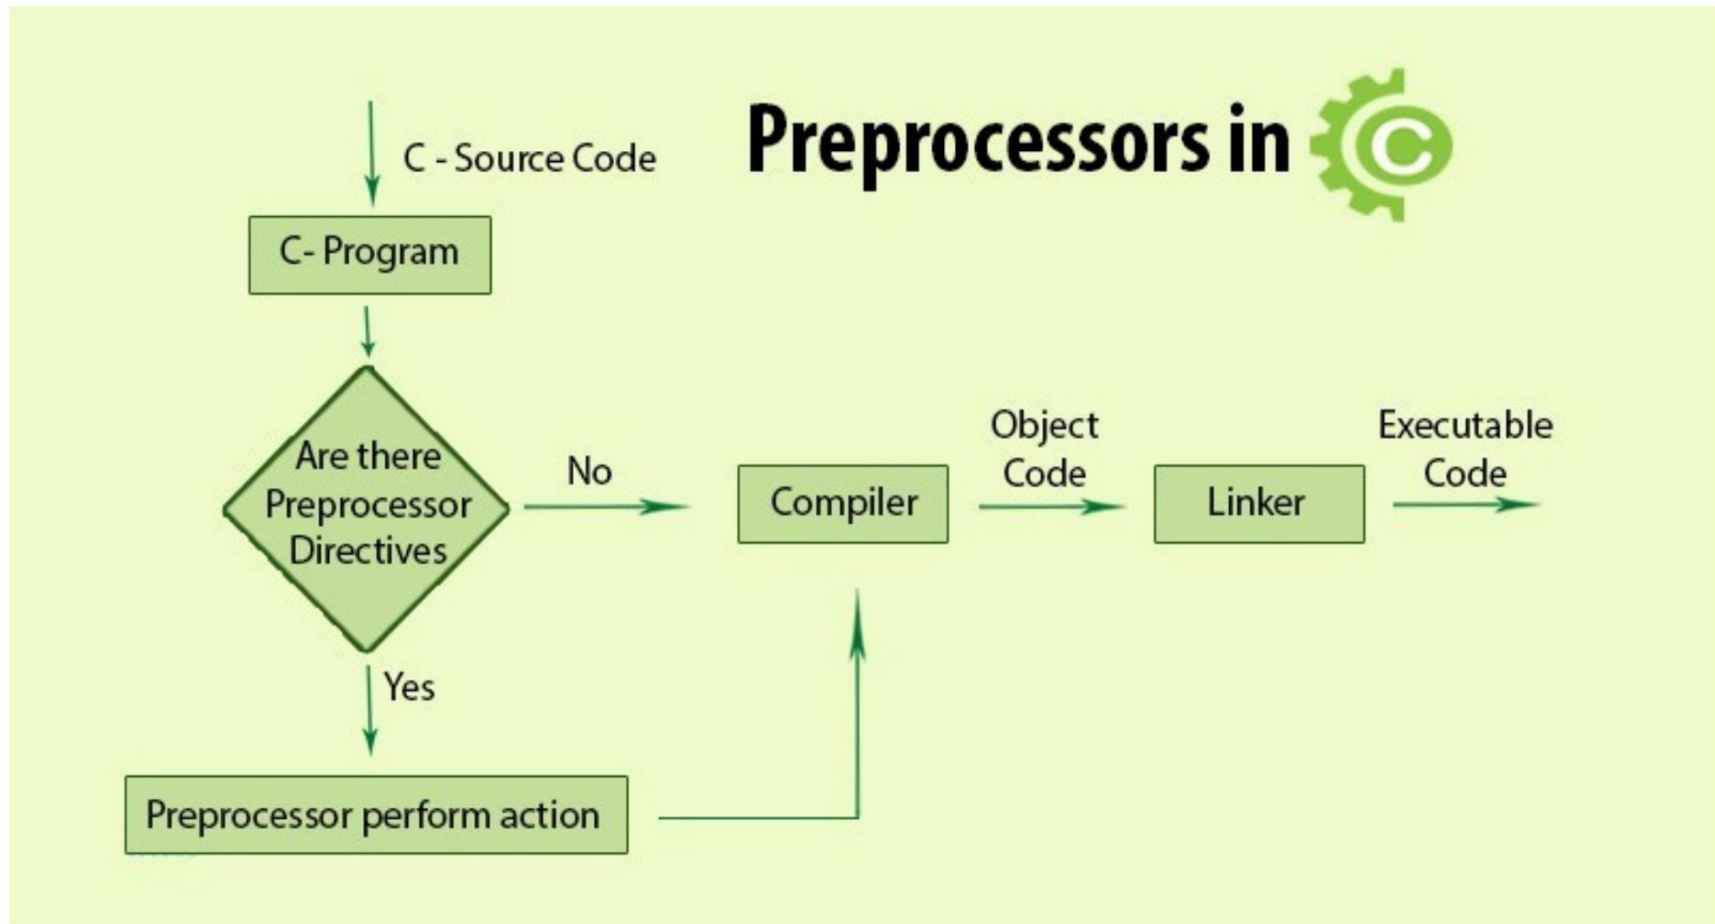 Preprocessors in C
C - Source Code
C- Program
Are there
Preprocessor
Directives
No
Compiler
Object
Code
Linker
Executable
Code
Yes
Preprocessor perform action